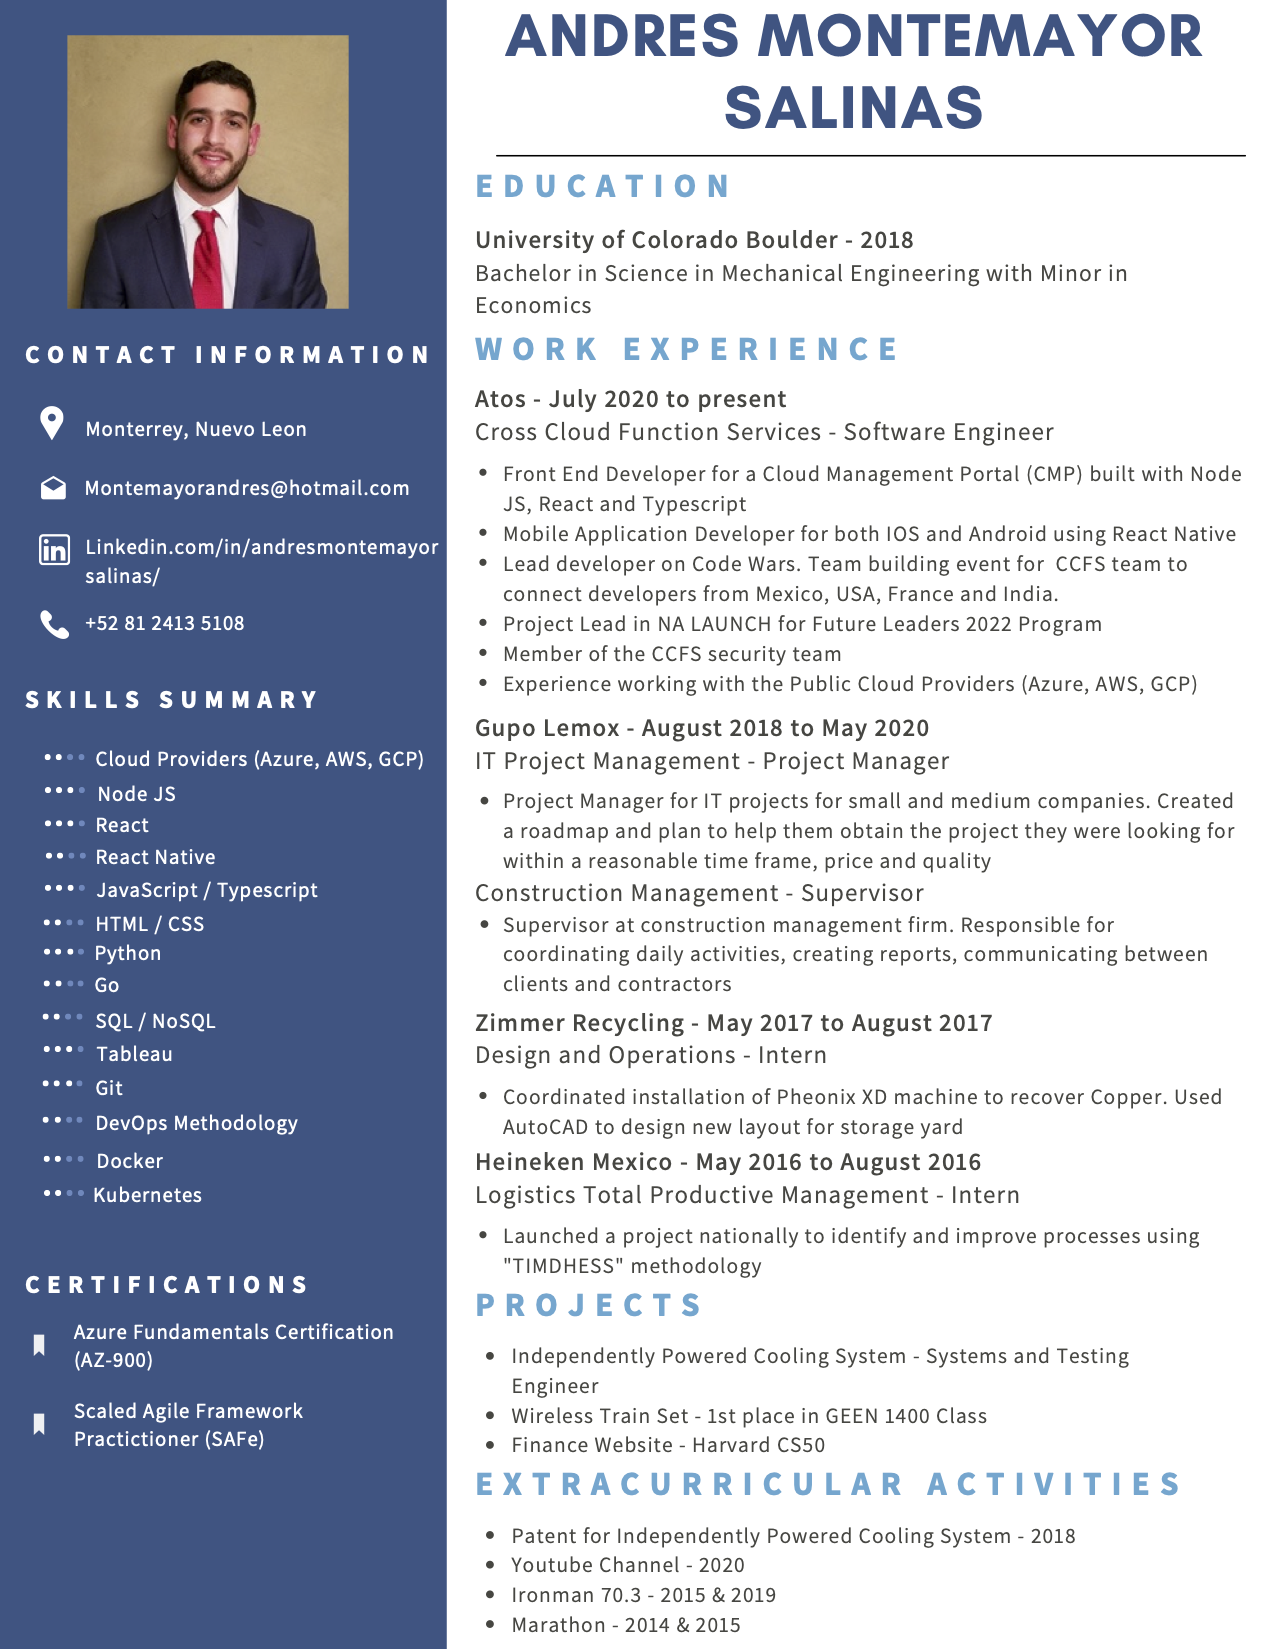 ANDRES MONTEMAYOR
SALINAS
CONTACT INFORMATION
Monterrey, Nuevo Leon
Montemayorandres@hotmail.com
Linkedin.com/in/andresmontemayor
salinas/
+52 81 2413 5108
SKILLS SUMMARY
Cloud Providers (Azure, AWS, GCP)
Node JS
React
React Native
JavaScript / Typescript
HTML / CSS
Python
Go
SQL / NoSQL
Tableau
Git
DevOps Methodology
Docker
Kubernetes
CERTIFICATIONS
Azure Fundamentals Certification
(AZ-900)
Scaled Agile Framework
Practictioner (SAFe)
EDUCATION
University of Colorado Boulder - 2018
Bachelor in Science in Mechanical Engineering with Minor in
Economics
WORK EXPERIENCE
Atos - July 2020 to present
Cross Cloud Function Services - Software Engineer
• Front End Developer for a Cloud Management Portal (CMP) built with Node
JS, React and Typescript
• Mobile Application Developer for both IOS and Android using React Native
• Lead developer on Code Wars. Team building event for CCFS team to
connect developers from Mexico, USA, France and India.
• Project Lead in NA LAUNCH for Future Leaders 2022 Program
• Member of the CCFS security team
• Experience working with the Public Cloud Providers (Azure, AWS, GCP)
Gupo Lemox - August 2018 to May 2020
IT Project Management - Project Manager
• Project Manager for IT projects for small and medium companies. Created
a roadmap and plan to help them obtain the project they were looking for
within a reasonable time frame, price and quality
Construction Management - Supervisor
• Supervisor at construction management firm. Responsible for
coordinating daily activities, creating reports, communicating between
clients and contractors
Zimmer Recycling - May 2017 to August 2017
Design and Operations - Intern
• Coordinated installation of Pheonix XD machine to recover Copper. Used
AutoCAD to design new layout for storage yard
Heineken Mexico - May 2016 to August 2016
Logistics Total Productive Management - Intern
• Launched a project nationally to identify and improve processes using
"TIMDHESS" methodology
PROJECTS
• Independently Powered Cooling System - Systems and Testing
Engineer
• Wireless Train Set - 1st place in GEEN 1400 Class
• Finance Website - Harvard CS50
EXTRACURRICULAR ACTIVITIES
• Patent for Independently Powered Cooling System - 2018
• Youtube Channel - 2020
• Ironman 70.3 - 2015 & 2019
• Marathon - 2014 & 2015